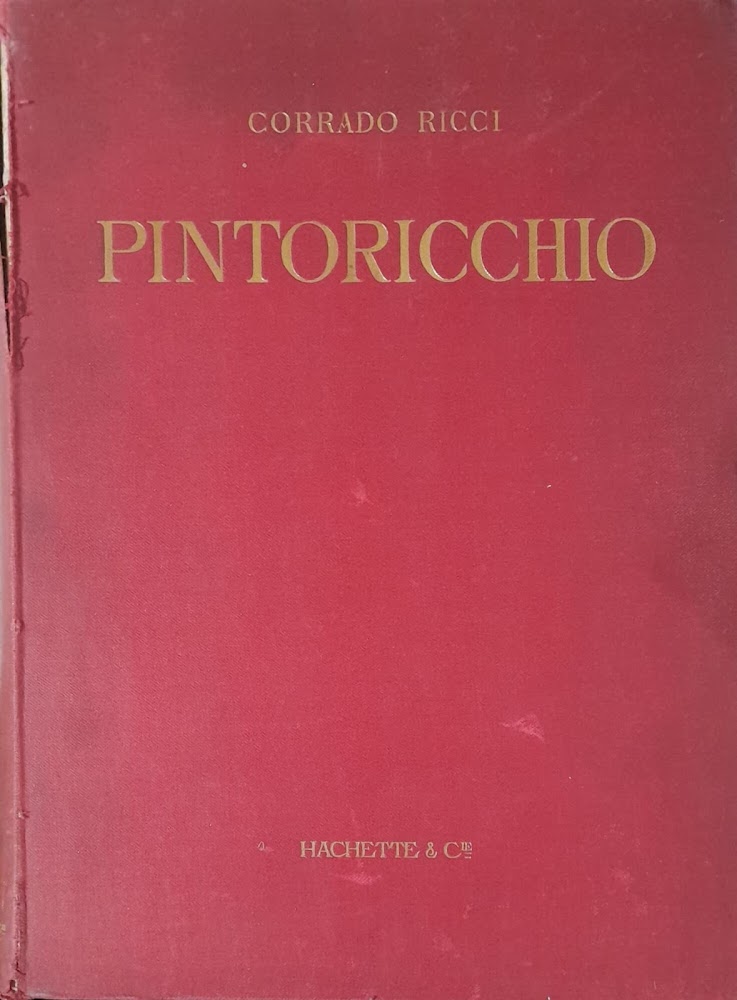 CORRADO RICCI
PINTORICCHIO
HACHETTE & CIE